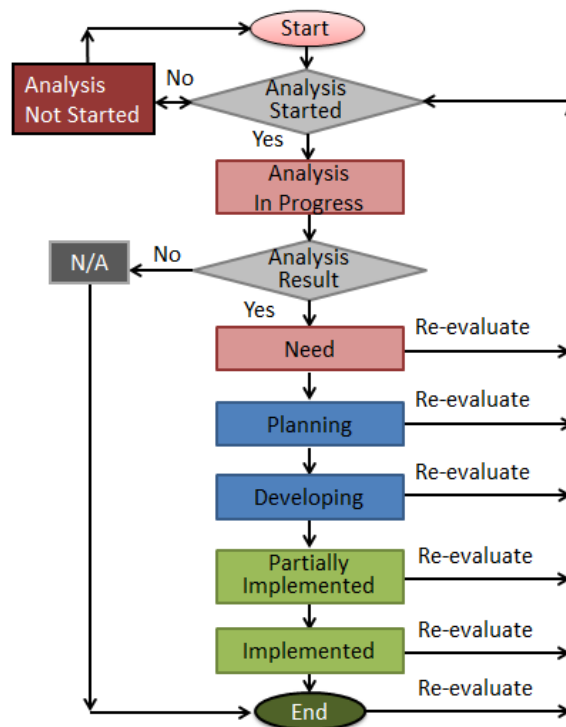 Start
Analysis
Not Started
No
Analysis
Started
Yes
Analysis
In Progress
N/A
No
Analysis
Result
Yes
Need
Re-evaluate
Planning
Re-evaluate
Developing
Re-evaluate
Partially
Implemented
Re-evaluate
Implemented
Re-evaluate
End
Re-evaluate